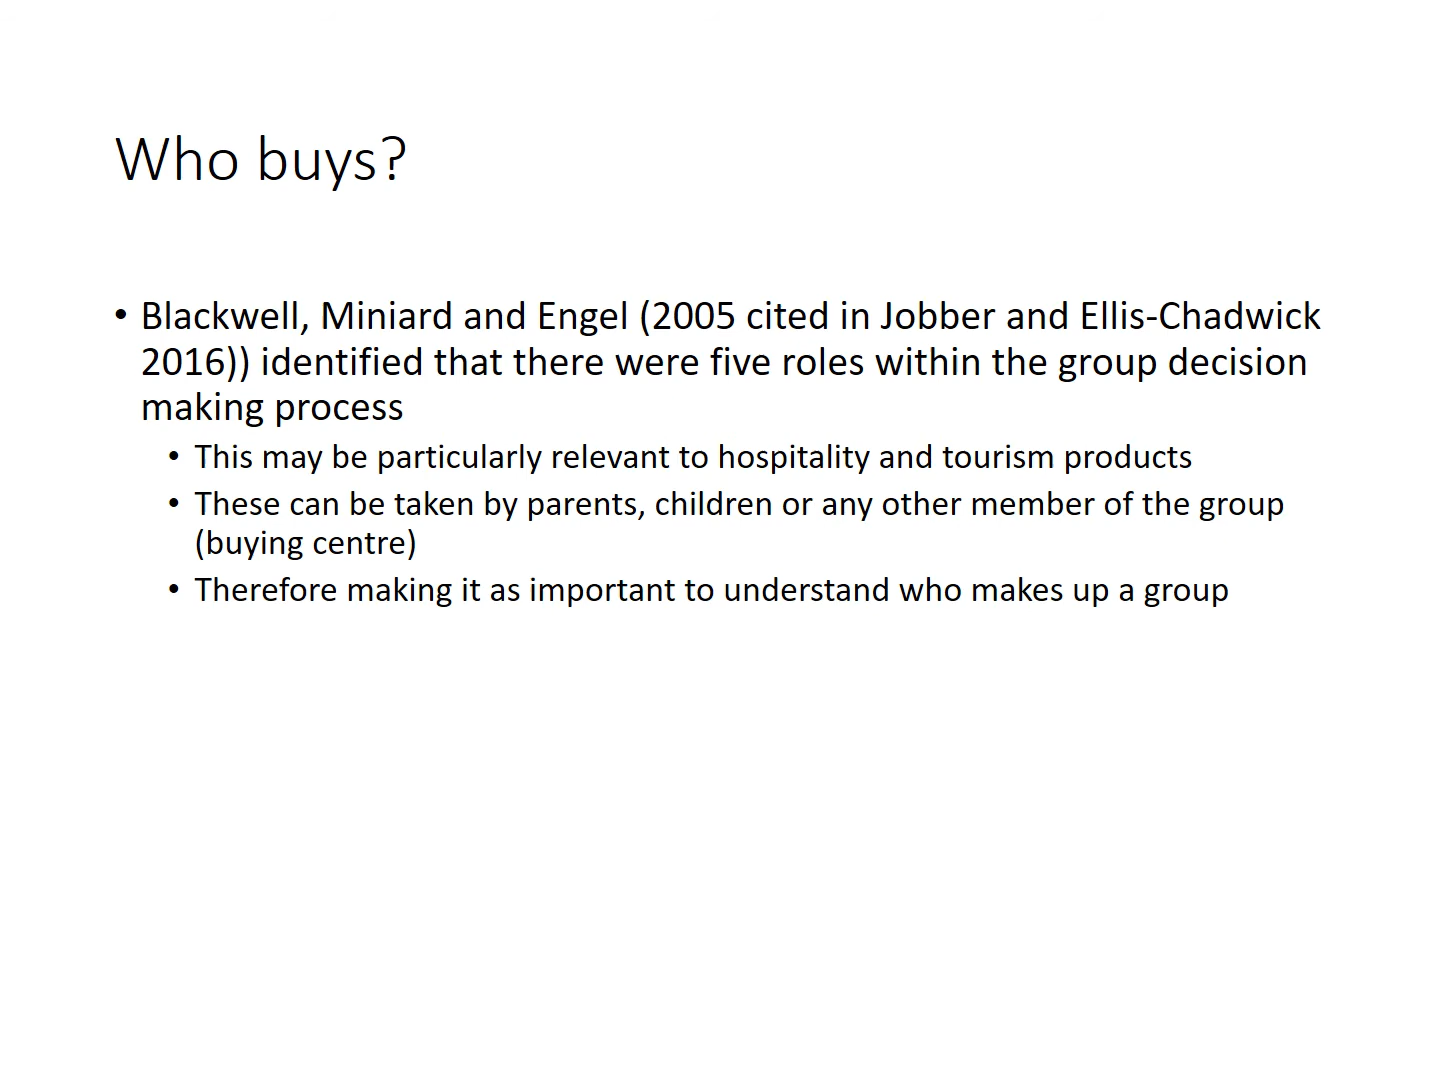 Who buys?
• Blackwell, Miniard and Engel (2005 cited in Jobber and Ellis-Chadwick
2016)) identified that there were five roles within the group decision
making process
• This may be particularly relevant to hospitality and tourism products
• These can be taken by parents, children or any other member of the group
(buying centre)
• Therefore making it as important to understand who makes up a group